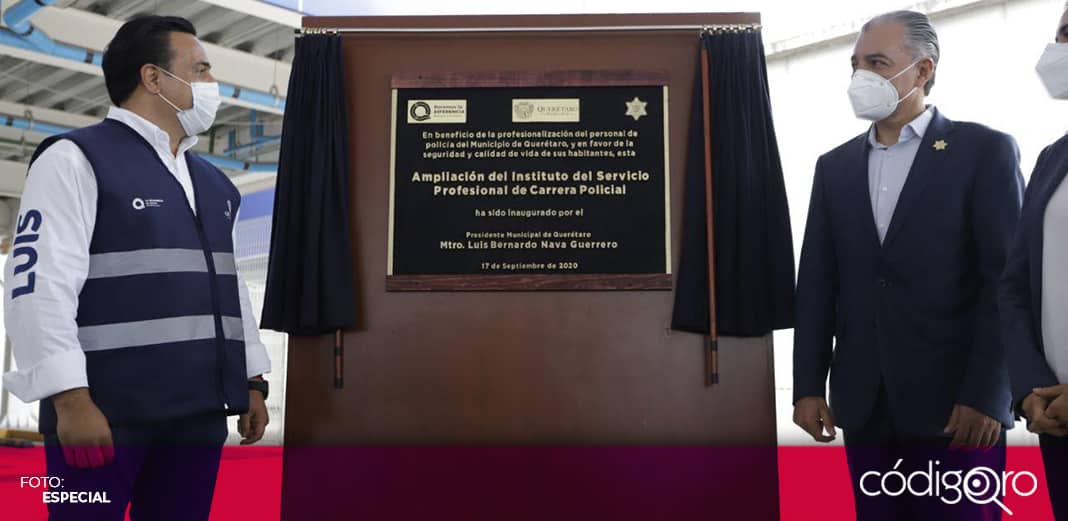 Hacemos la
DIFERENCIA
QUERÉTARO
En beneficio de la profesionalización del personal de
policía del Municipio de Querétaro, y en favor de la
seguridad y calidad de vida de sus habitantes, esta
Ampliación del Instituto del Servicio
Profesional de Carrera Policial
ha sido inaugurado por el
Presidente Municipal de Querétaro
Mtro. Luis Bernardo Nava Guerrero
17 de Septiembre de 2020
LUIS
FOTO:
ESPECIAL
códigoqro